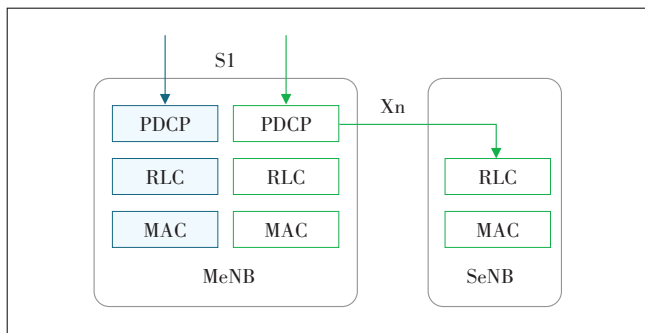 S1
Xn
PDCP PDCP
RLC RLC RLC
MAC MAC MAC
MeNB SeNB